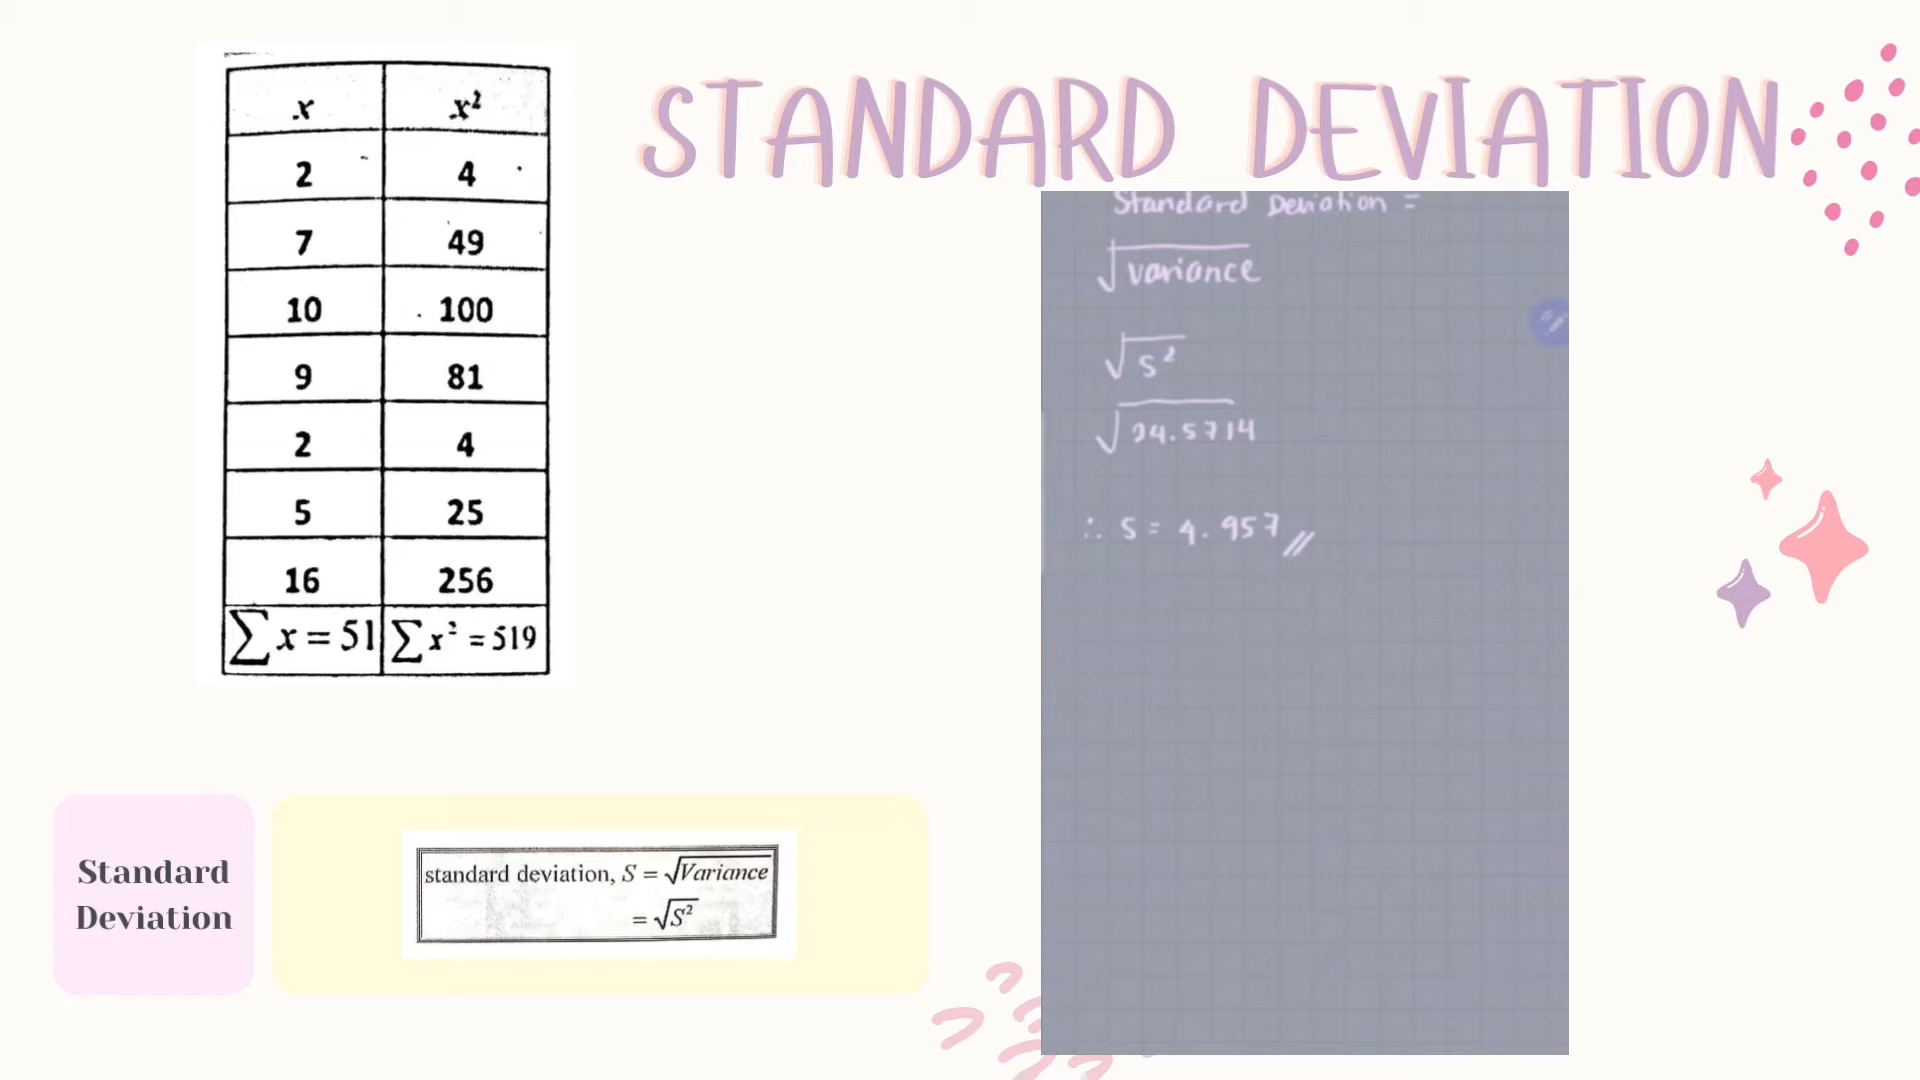 STANDARD DEVIATION
x x²
2 4
7 49
10 100
9 81
2 4
5 25
16 256
∑x = 51 ∑x² = 519
Standard Deviation =
√variance
√S²
√24.5714
∴ S = 4.957
Standard
Deviation
standard deviation, S = √Variance
= √S²